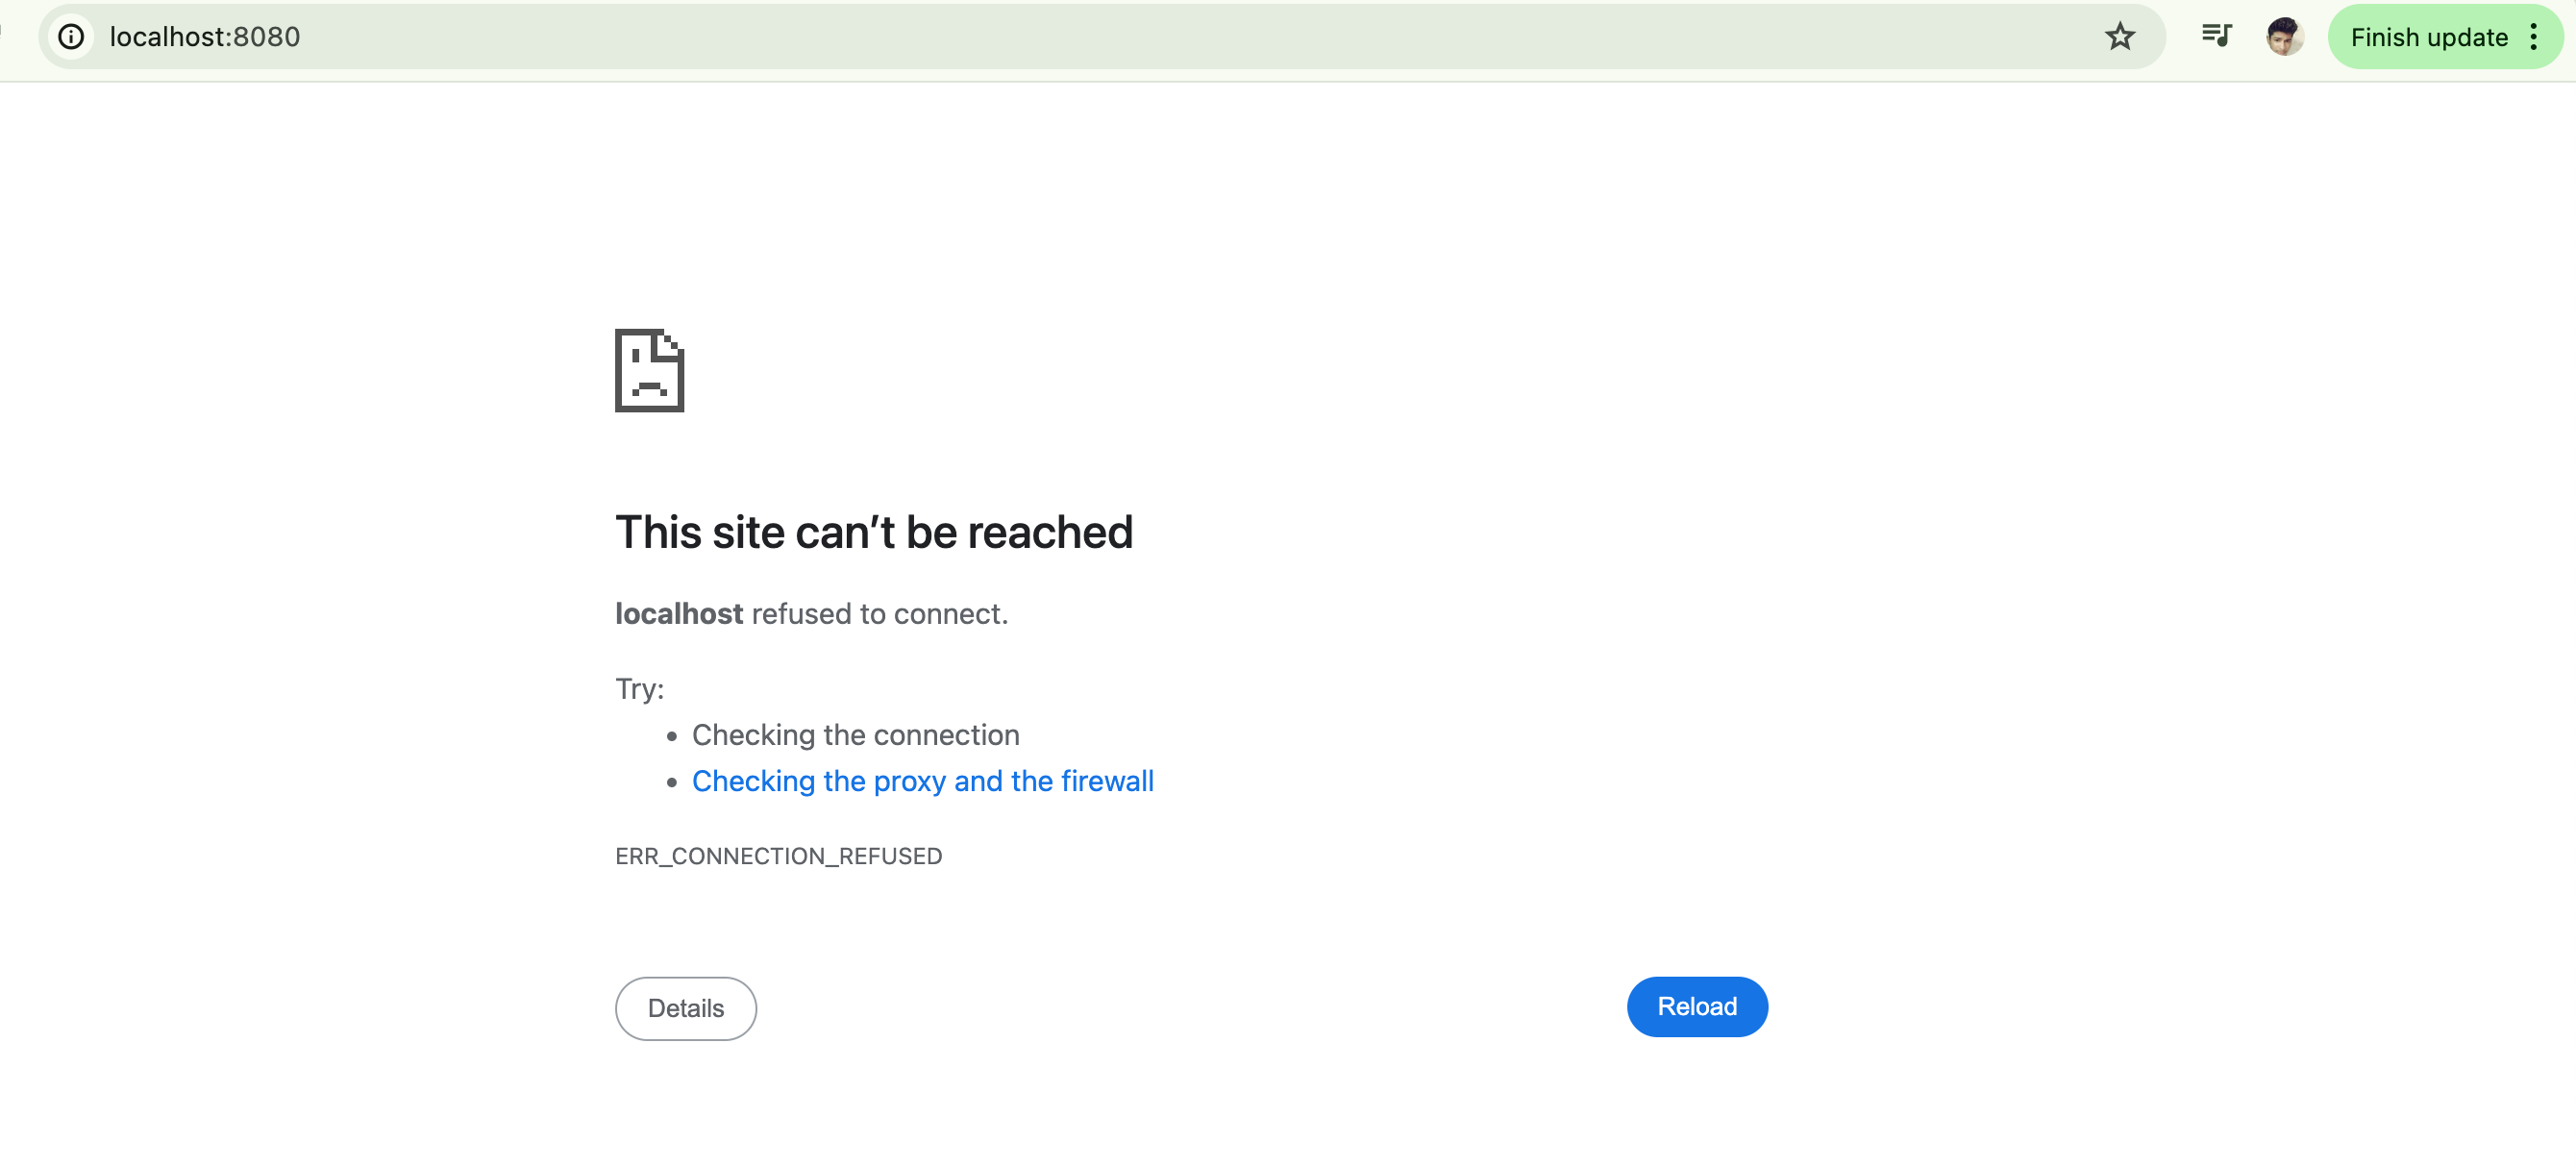 localhost:8080
Finish update
This site can’t be reached
localhost refused to connect.
Try:
• Checking the connection
• Checking the proxy and the firewall
ERR_CONNECTION_REFUSED
Details
Reload